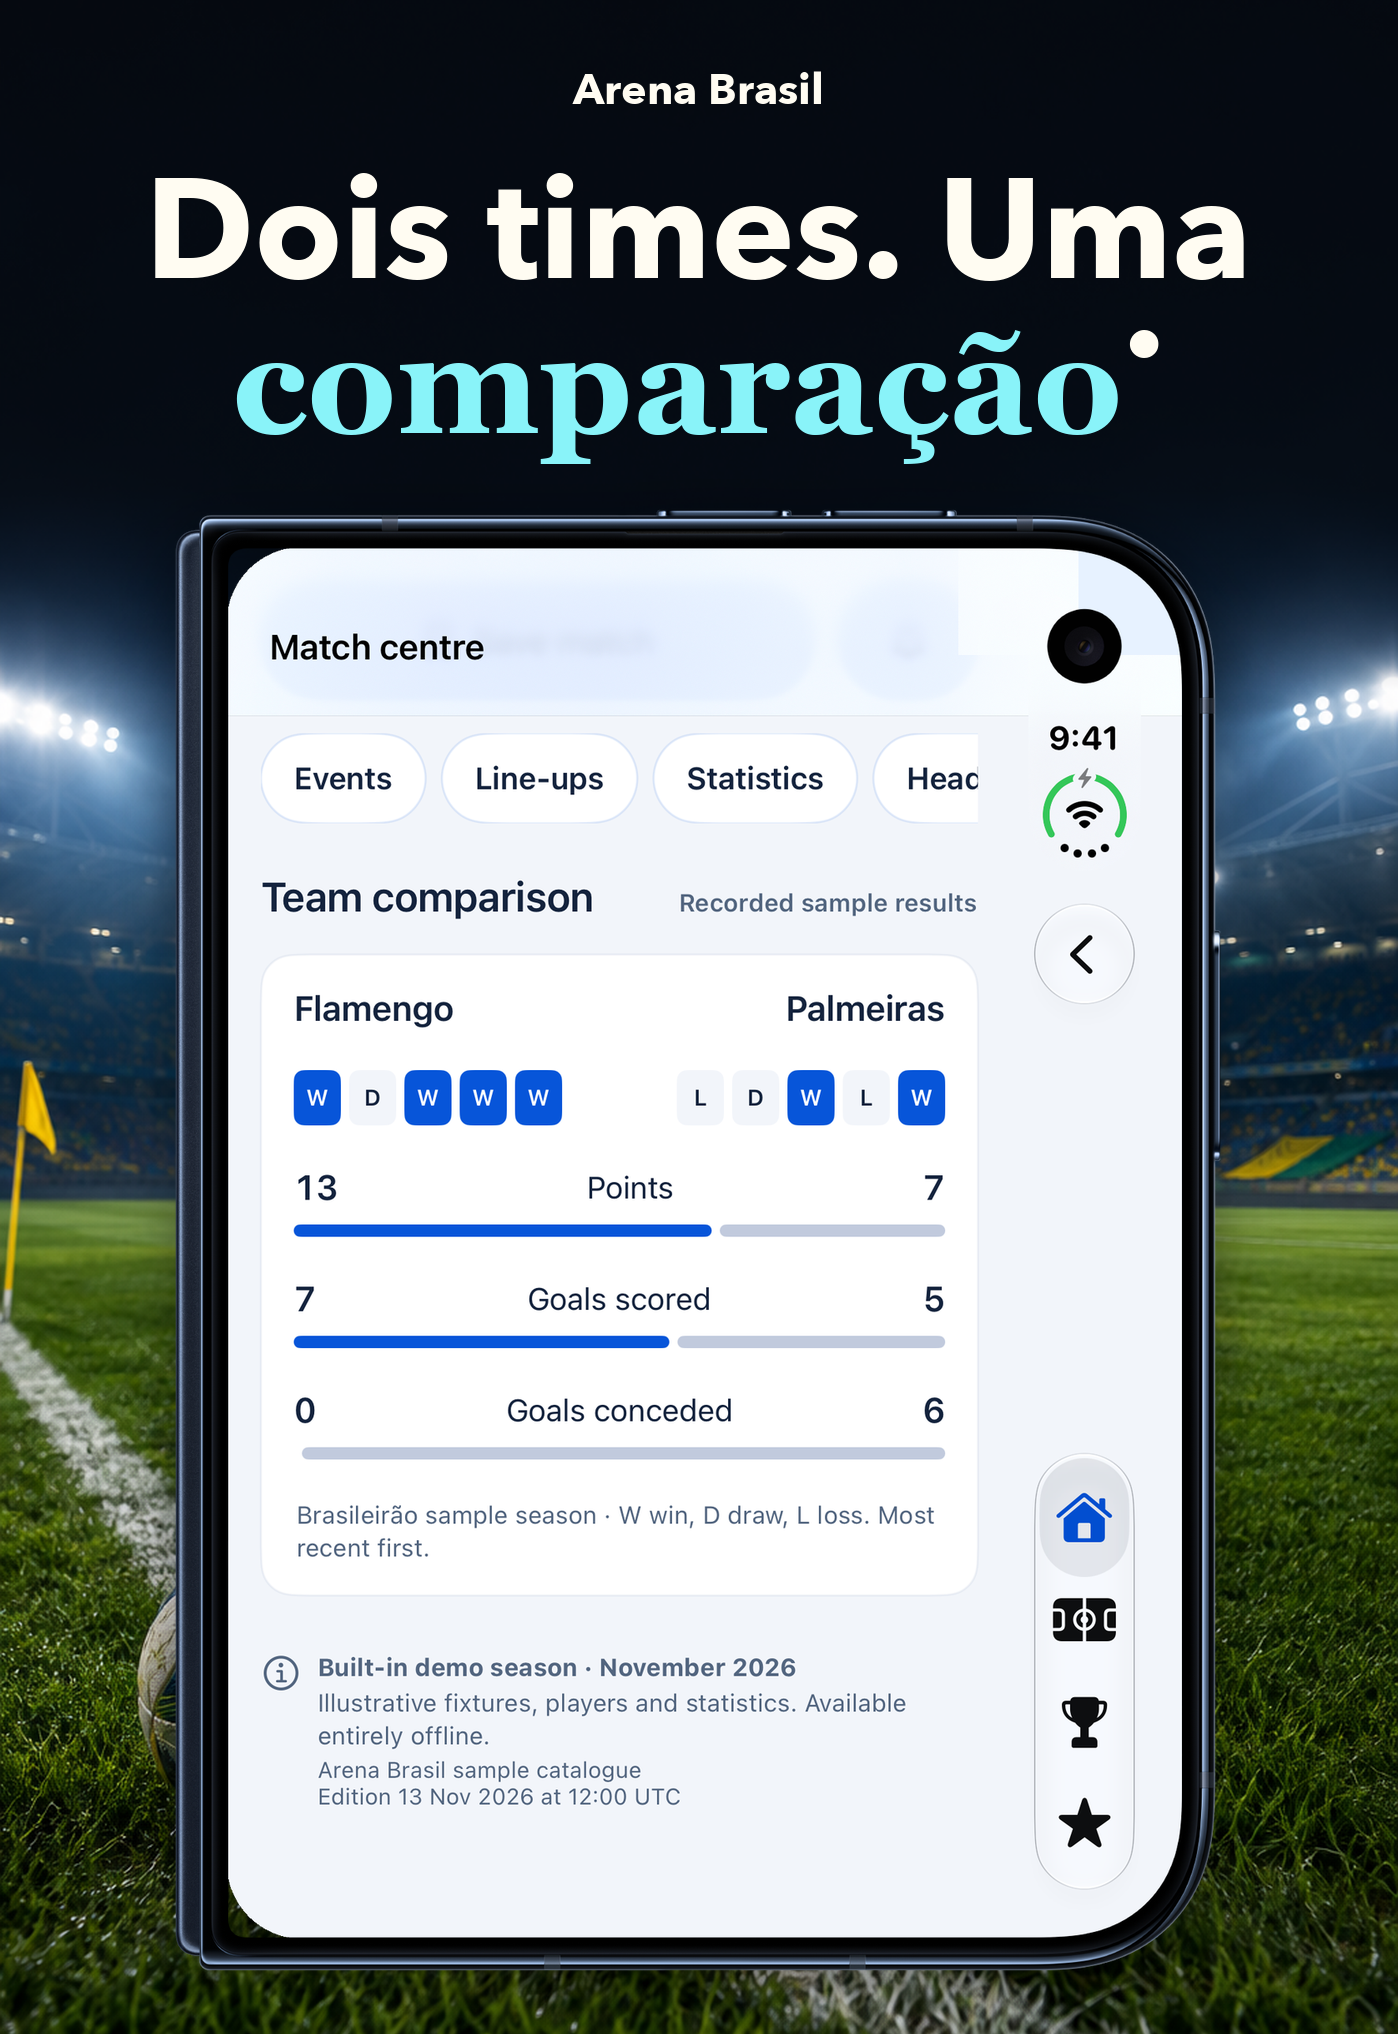 Arena Brasil
Dois times. Uma
comparação.
Match centre
9:41
Events Line-ups Statistics Head
Team comparison Recorded sample results
Flamengo Palmeiras
W D W W W L D W L W
13 Points 7
7 Goals scored 5
0 Goals conceded 6
Brasileirão sample season · W win, D draw, L loss. Most
recent first.
Built-in demo season · November 2026
Illustrative fixtures, players and statistics. Available
entirely offline.
Arena Brasil sample catalogue
Edition 13 Nov 2026 at 12:00 UTC